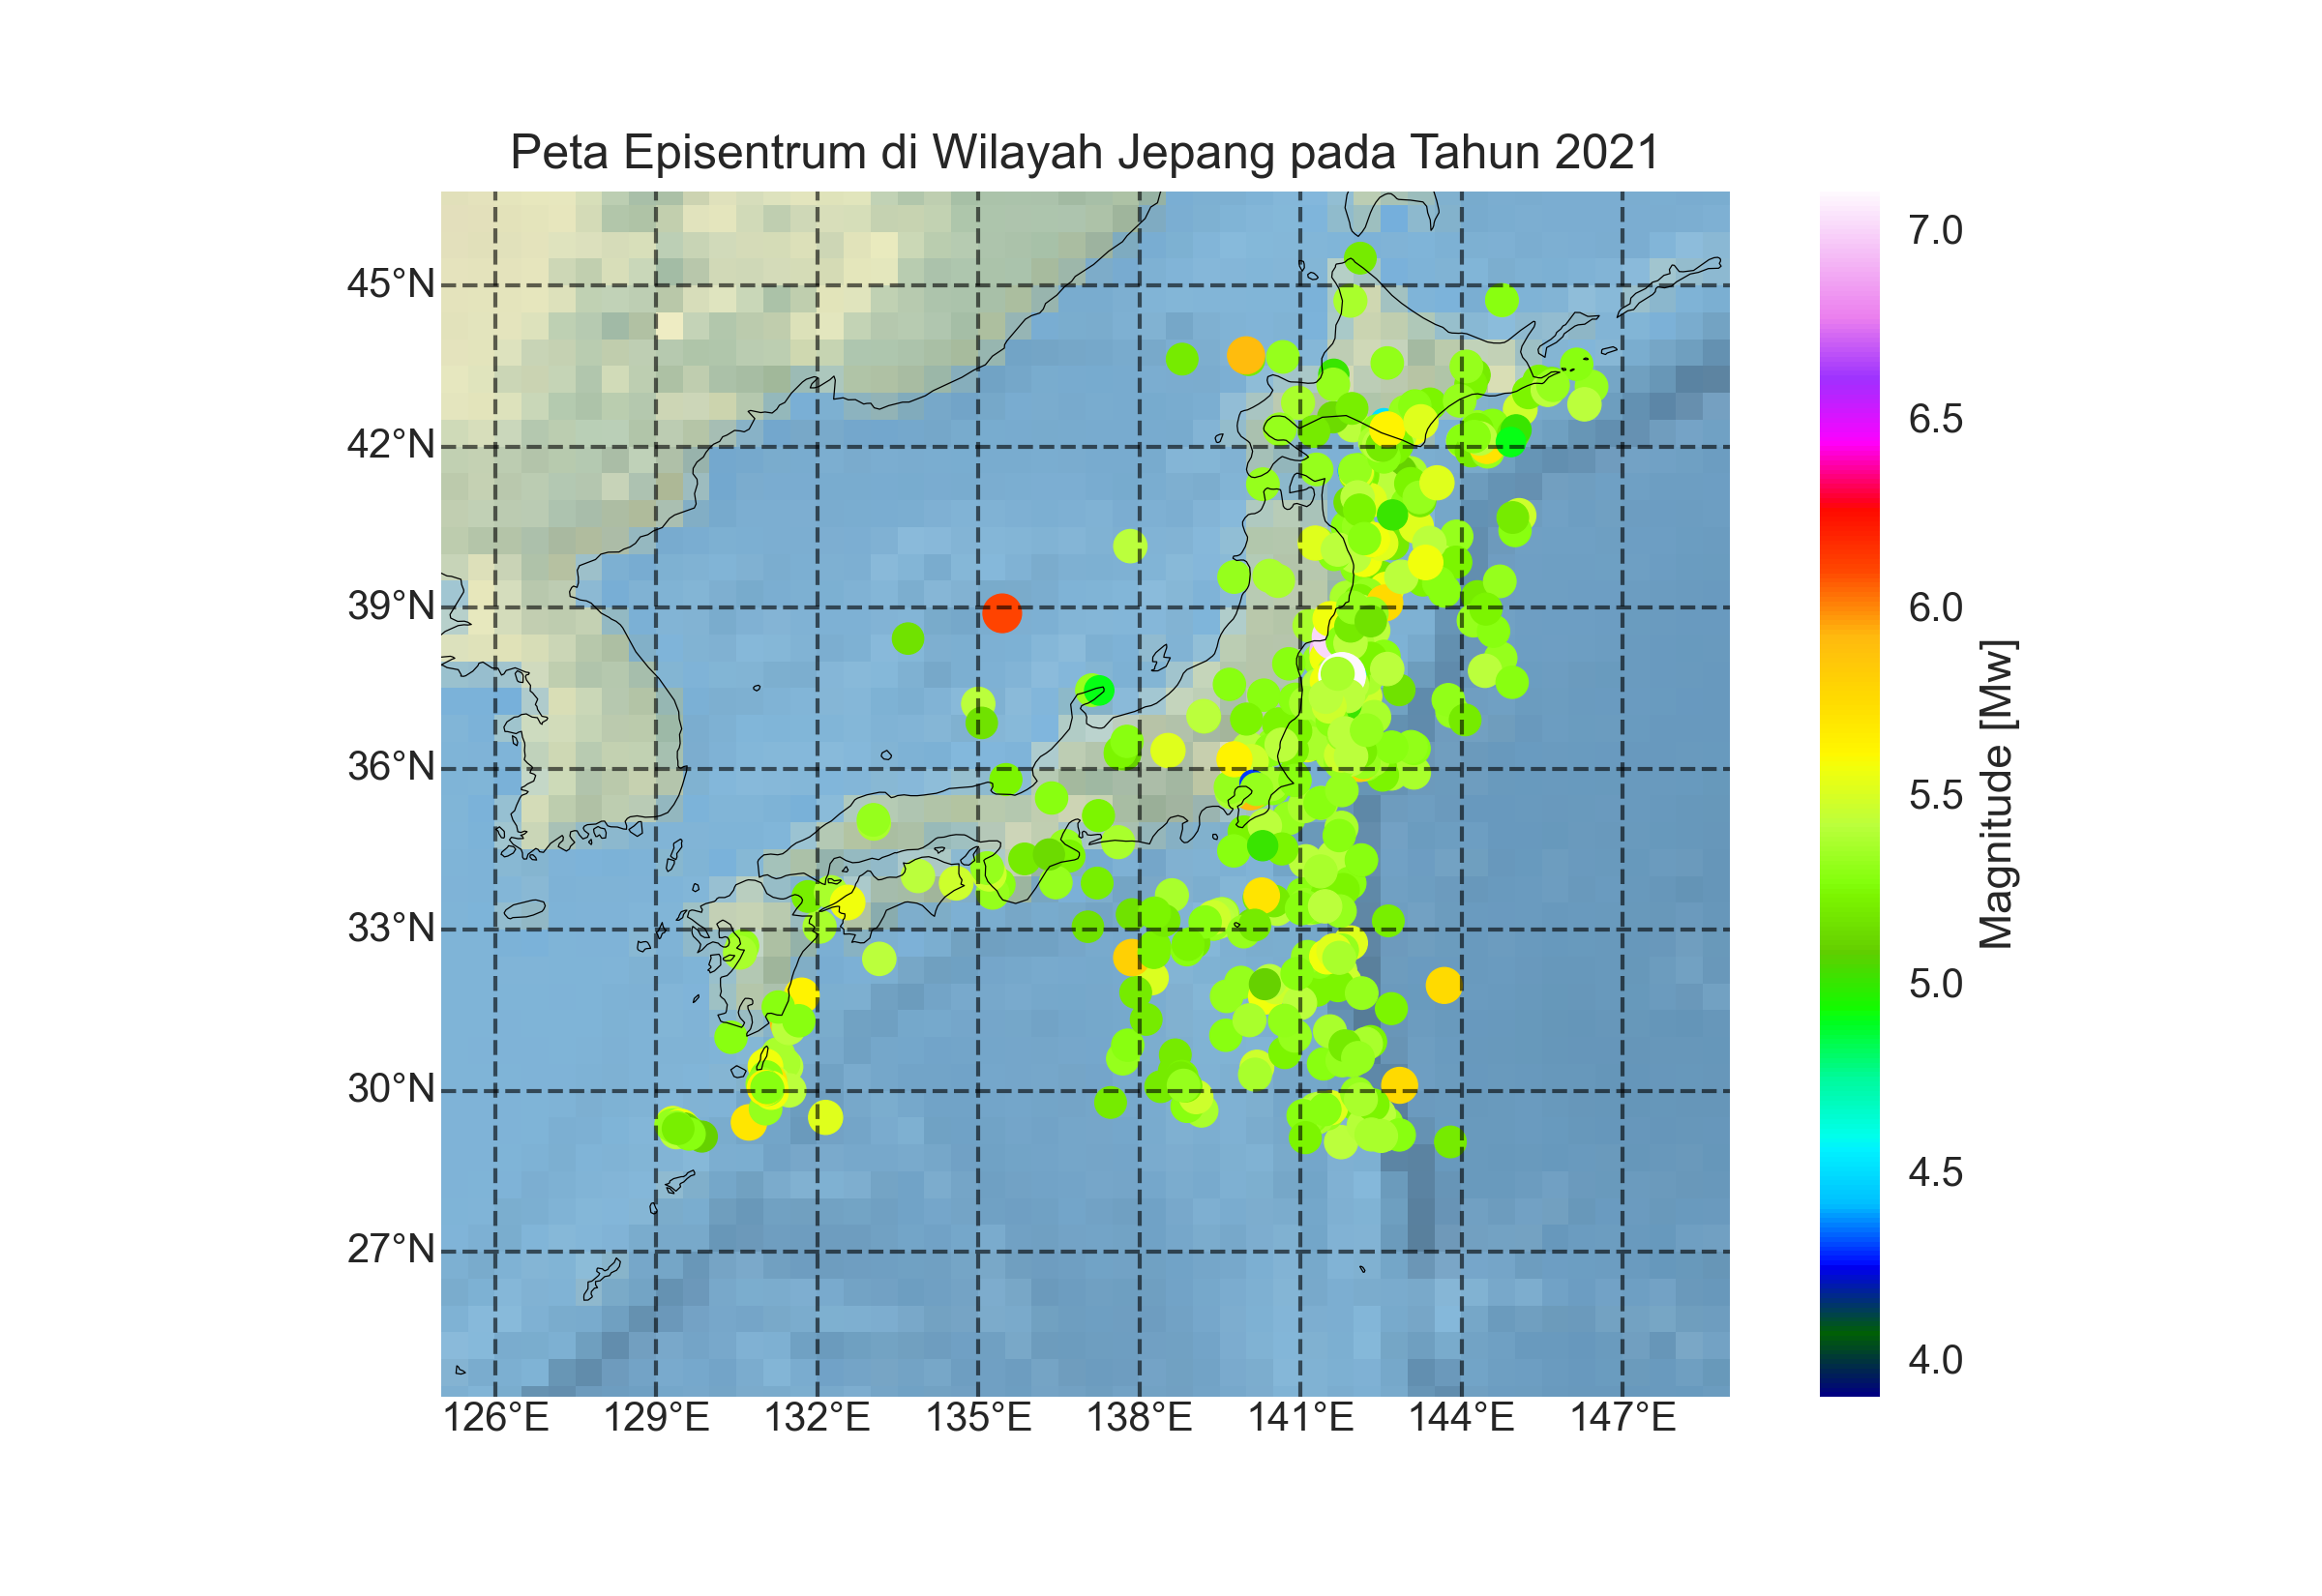 Peta Episentrum di Wilayah Jepang pada Tahun 2021
45°N
42°N
39°N
36°N
33°N
30°N
27°N
126°E
129°E
132°E
135°E
138°E
141°E
144°E
147°E
7.0
6.5
6.0
5.5
5.0
4.5
4.0
Magnitude [Mw]